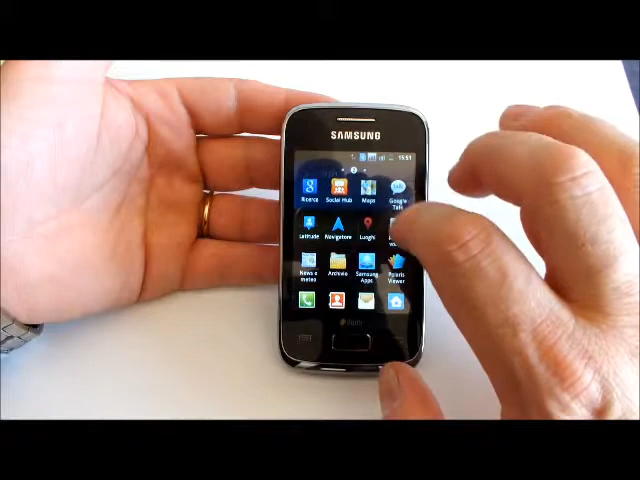 SAMSUNG
15:51
Ricerca
Social Hub
Maps
Google
Talk
Latitude
Navigatore
Luoghi
News e
meteo
Archivio
Samsung
Apps
Polaris
Viewer